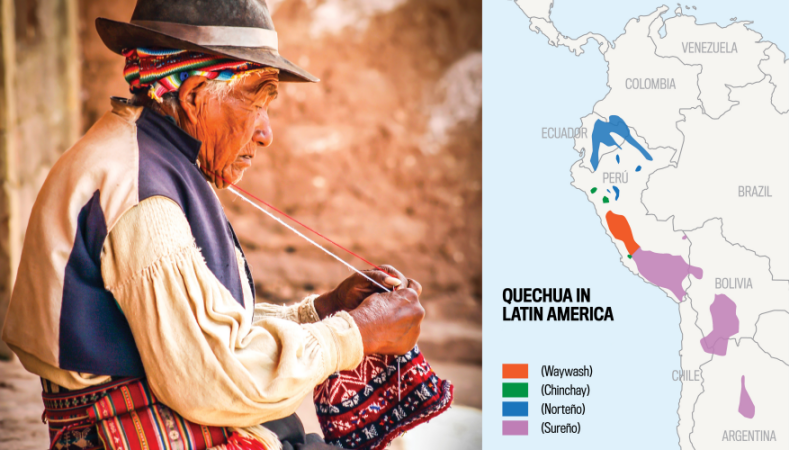 VENEZUELA
COLOMBIA
ECUADOR
PERÚ
BRAZIL
BOLIVIA
QUECHUA IN
LATIN AMERICA
(Waywash)
(Chinchay)
CHILE
(Norteño)
(Sureño)
ARGENTINA